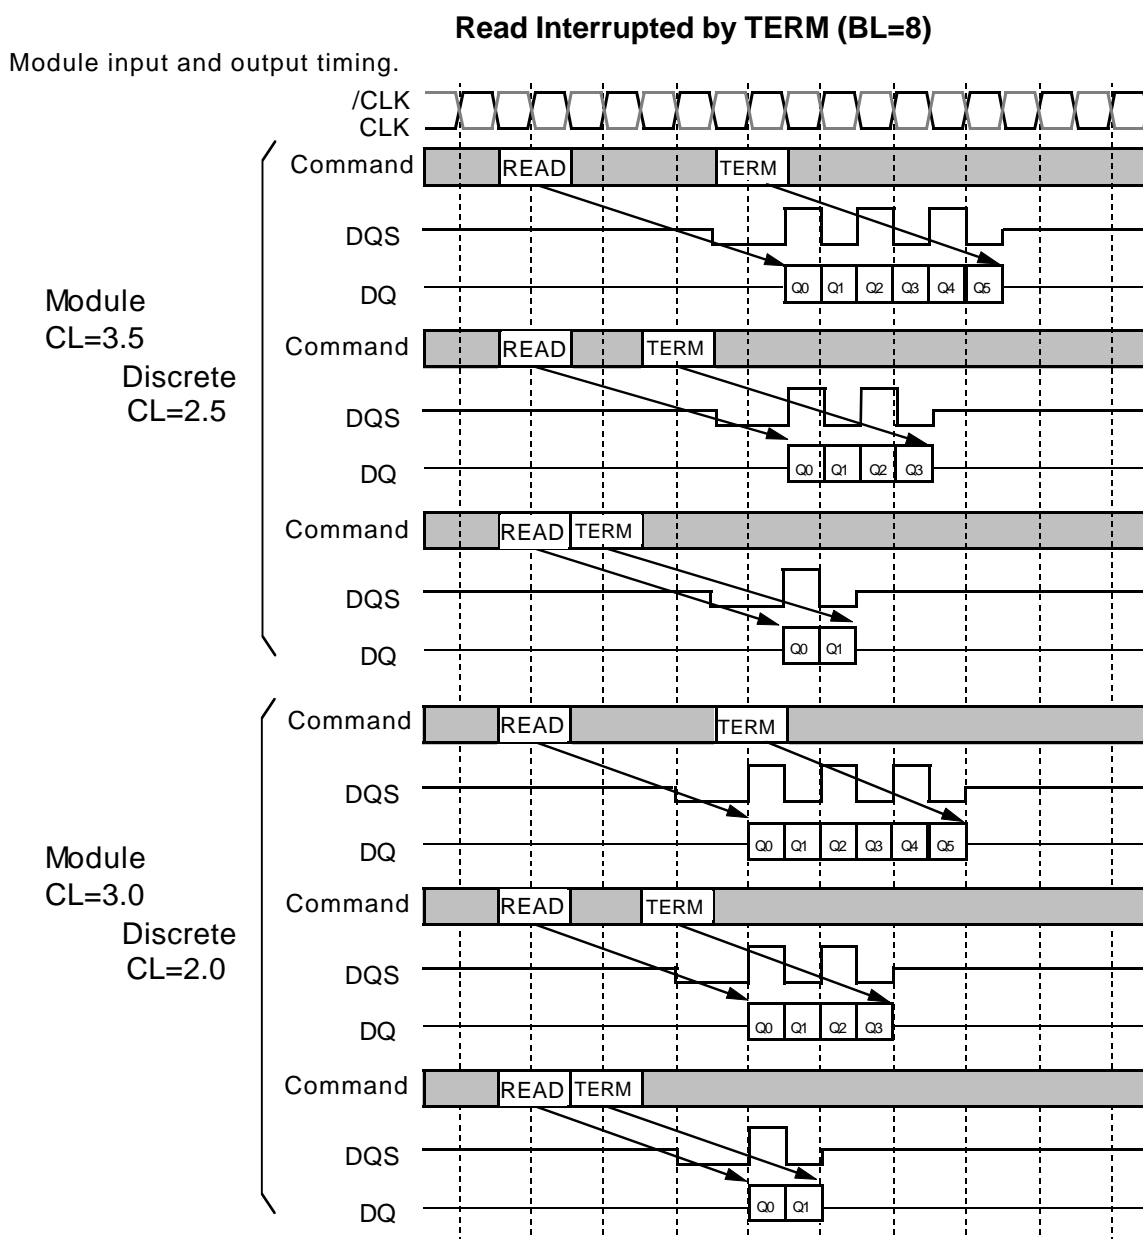 Read Interrupted by TERM (BL=8)
Module input and output timing.
/CLK
CLK
Command READ TERM
DQS
DQ Q0 Q1 Q2 Q3 Q4 Q5
Module
CL=3.5
Command READ TERM
Discrete
CL=2.5
DQS
DQ Q0 Q1 Q2 Q3
Command READ TERM
DQS
DQ Q0 Q1
Command READ TERM
DQS
DQ Q0 Q1 Q2 Q3 Q4 Q5
Module
CL=3.0
Command READ TERM
Discrete
CL=2.0
DQS
DQ Q0 Q1 Q2 Q3
Command READ TERM
DQS
DQ Q0 Q1